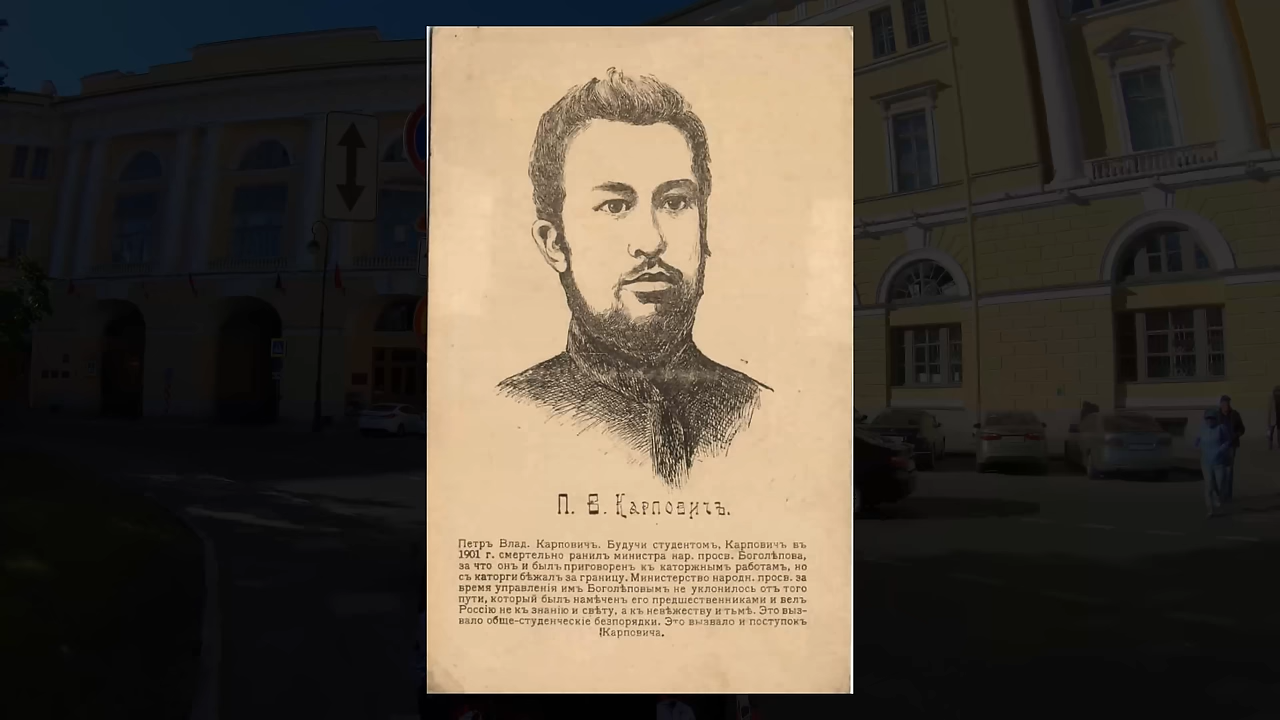 П. В. Карповичъ.
Петръ Влад. Карповичъ. Будучи студентомъ, Карповичъ въ
1901 г. смертельно ранилъ министра нар. просв. Боголѣпова,
за что онъ и былъ приговоренъ къ каторжнымъ работамъ, но
съ каторги бѣжалъ за границу. Министерство народн. просв. за
время управленія имъ Боголѣповымъ не уклонилось отъ того
пути, который былъ намѣченъ его предшественниками и велъ
Россію не къ знанію и свѣту, а къ невѣжеству и тьмѣ. Это выз-
вало обще-студенческіе безпорядки. Это вызвало и поступокъ
Карповича.